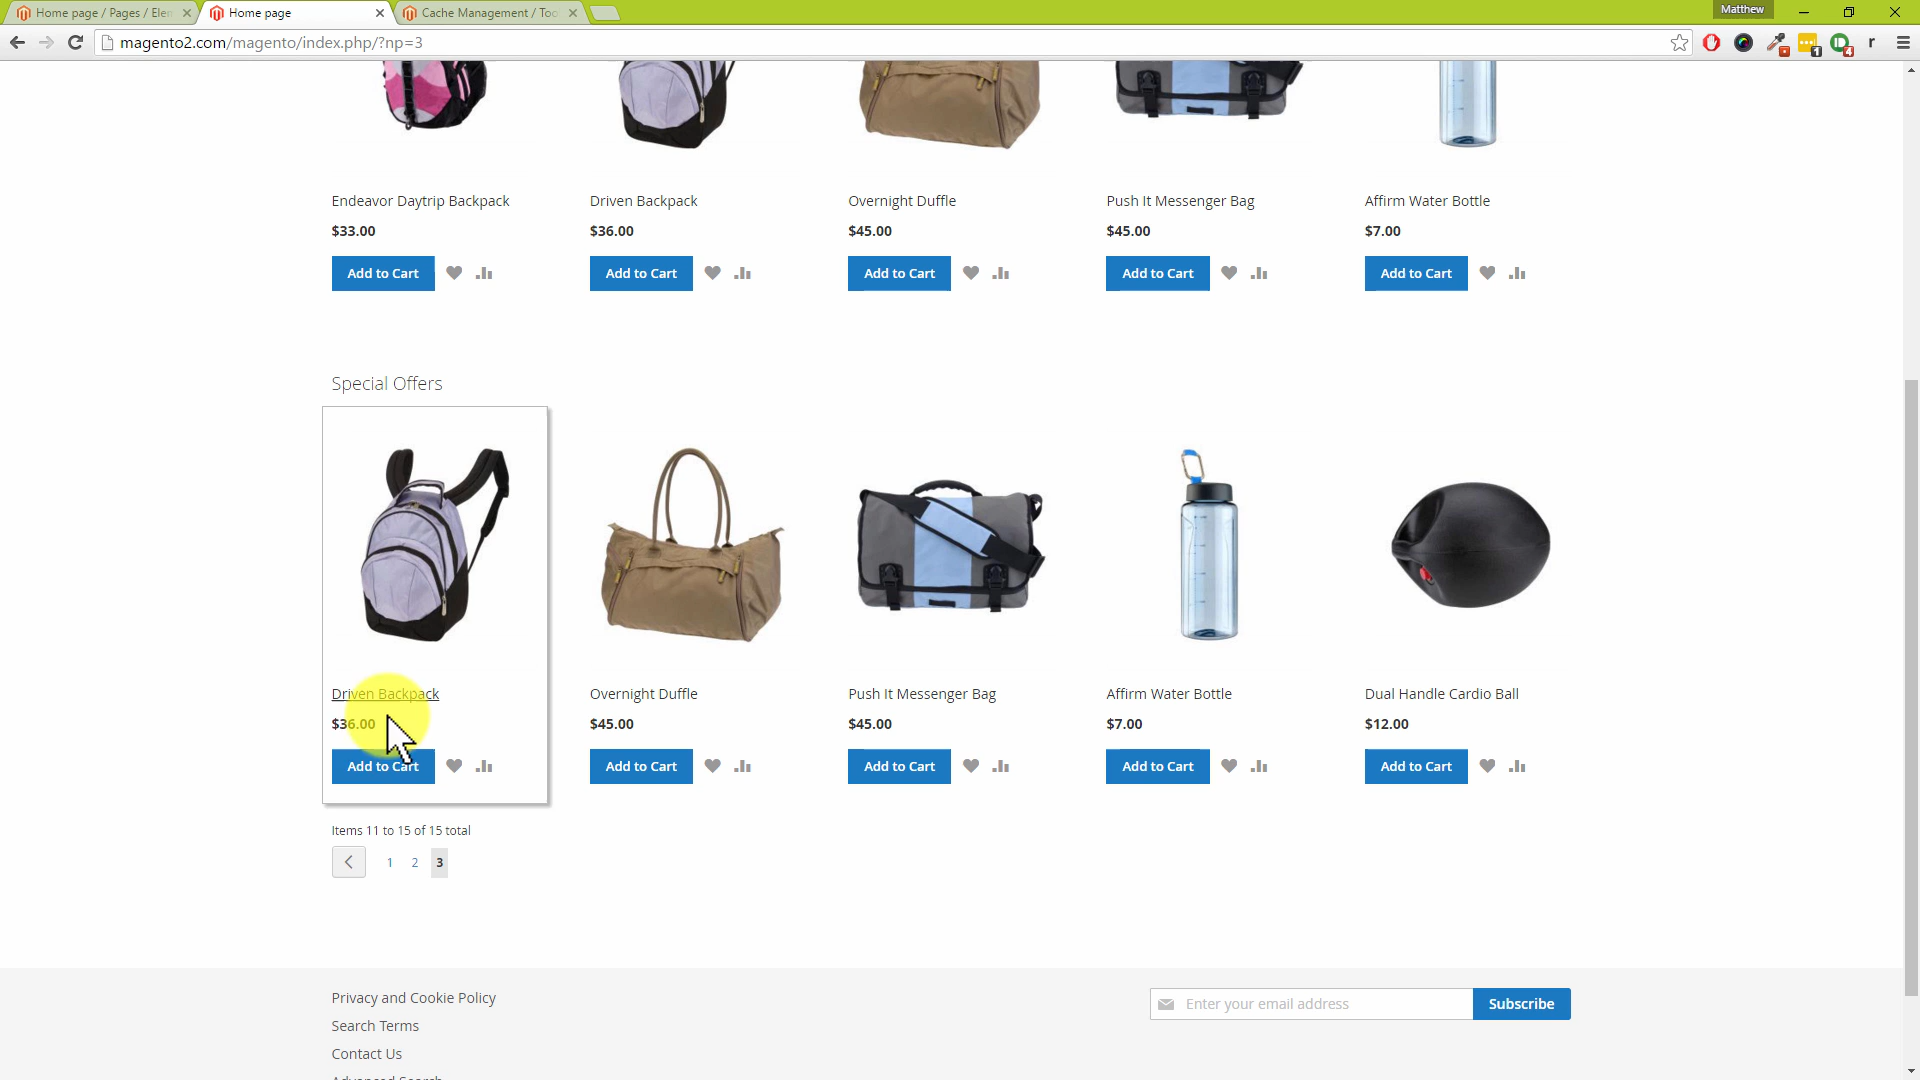 Home page / Pages / Elen
Home page
Cache Management / Too
Matthew
magento2.com/magento/index.php/?np=3
1
4
r
Endeavor Daytrip Backpack
Driven Backpack
Overnight Duffle
Push It Messenger Bag
Affirm Water Bottle
$33.00
$36.00
$45.00
$45.00
$7.00
Add to Cart
Add to Cart
Add to Cart
Add to Cart
Add to Cart
Special Offers
Driven Backpack
Overnight Duffle
Push It Messenger Bag
Affirm Water Bottle
Dual Handle Cardio Ball
$36.00
$45.00
$45.00
$7.00
$12.00
Add to Cart
Add to Cart
Add to Cart
Add to Cart
Add to Cart
Items 11 to 15 of 15 total
1 2 3
Privacy and Cookie Policy
Enter your email address
Subscribe
Search Terms
Contact Us
Advanced Search